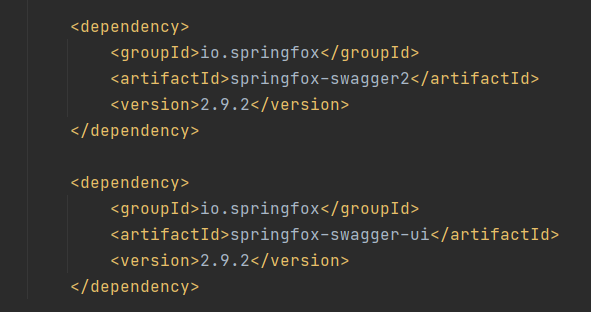 <dependency>
<groupId>io.springfox</groupId>
<artifactId>springfox-swagger2</artifactId>
<version>2.9.2</version>
</dependency>
<dependency>
<groupId>io.springfox</groupId>
<artifactId>springfox-swagger-ui</artifactId>
<version>2.9.2</version>
</dependency>